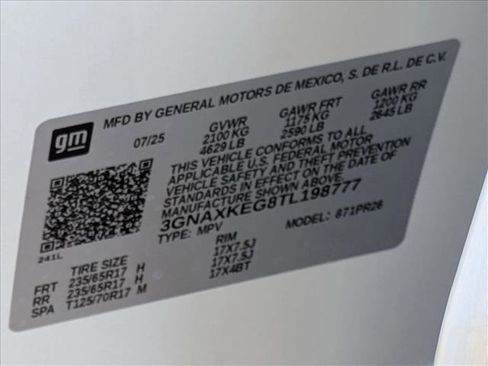 gm
MFD BY GENERAL MOTORS DE MEXICO, S. DE R.L. DE C.V.
07/25 GVWR GAWR FRT GAWR RR
2100 KG 1175 KG 1200 KG
4629 LB 2590 LB 2645 LB
THIS VEHICLE CONFORMS TO ALL
APPLICABLE U.S. FEDERAL MOTOR
VEHICLE SAFETY AND THEFT PREVENTION
STANDARDS IN EFFECT ON THE DATE OF
MANUFACTURE SHOWN ABOVE.
3GNAXKEG8TL198777
TYPE: MPV MODEL: 871PR26
241L
TIRE SIZE RIM
FRT 235/65R17 H 17X7.5J
RR 235/65R17 H 17X7.5J
SPA T125/70R17 M 17X4BT